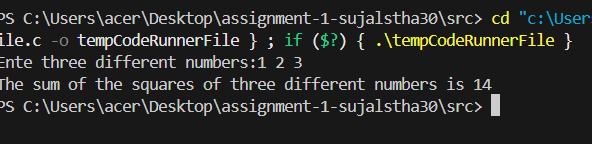 PS C:\Users\acer\Desktop\assignment-1-sujalstha30\src> cd "c:\Users
ile.c -o tempCodeRunnerFile } ; if ($?) { .\tempCodeRunnerFile }
Ente three different numbers:1 2 3
The sum of the squares of three different numbers is 14
PS C:\Users\acer\Desktop\assignment-1-sujalstha30\src>